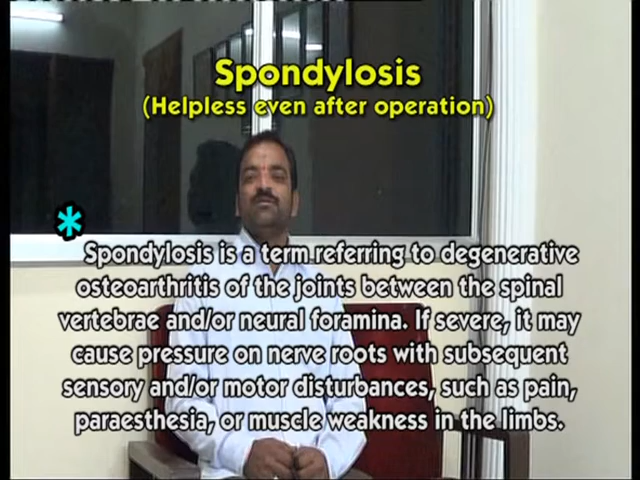 Spondylosis
(Helpless even after operation)
* Spondylosis is a term referring to degenerative
osteoarthritis of the joints between the spinal
vertebrae and/or neural foramina. If severe, it may
cause pressure on nerve roots with subsequent
sensory and/or motor disturbances, such as pain,
paraesthesia, or muscle weakness in the limbs.